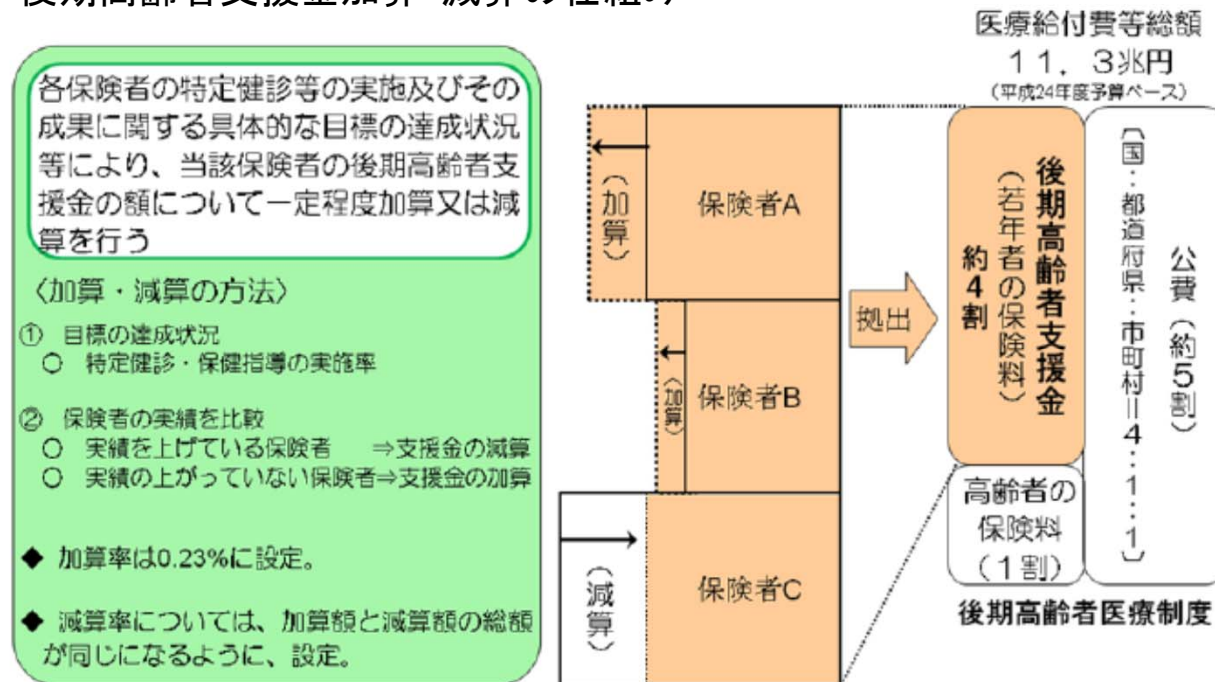 後期高齢者支援金加算・減算の仕組み
各保険者の特定健診等の実施及びその
成果に関する具体的な目標の達成状況
等により、当該保険者の後期高齢者支
援金の額について一定程度加算又は減
算を行う
〈加算・減算の方法〉
① 目標の達成状況
○ 特定健診・保健指導の実施率
② 保険者の実績を比較
○ 実績を上げている保険者 ⇒支援金の減算
○ 実績の上がっていない保険者⇒支援金の加算
◆ 加算率は0.23%に設定。
◆ 減算率については、加算額と減算額の総額
が同じになるように、設定。
（加算）
保険者A
（加算）
保険者B
（減算）
保険者C
拠出
医療給付費等総額
11．3兆円
（平成24年度予算ベース）
後期高齢者支援金
（若年者の保険料）
約4割
高齢者の
保険料
（1割）
公費（約5割）
〔国：都道府県：市町村＝4：1：1〕
後期高齢者医療制度